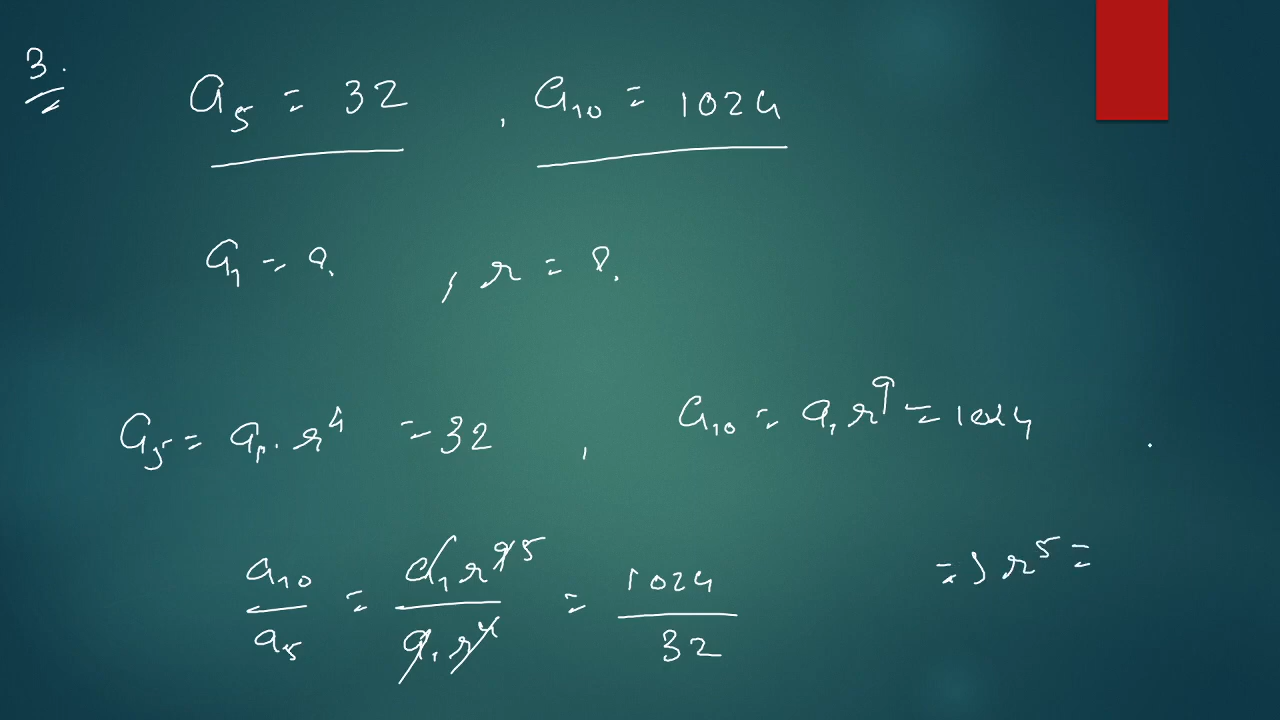 3.
a₅ = 32 , a₁₀ = 1024
a₁ = ? , r = ?
a₅ = a₁ . r⁴ = 32 , a₁₀ = a₁ r⁹ = 1024 .
a₁₀ / a₅ = a₁ r⁹ ⁵ / a₁ . r⁴ = 1024 / 32 => r⁵ =